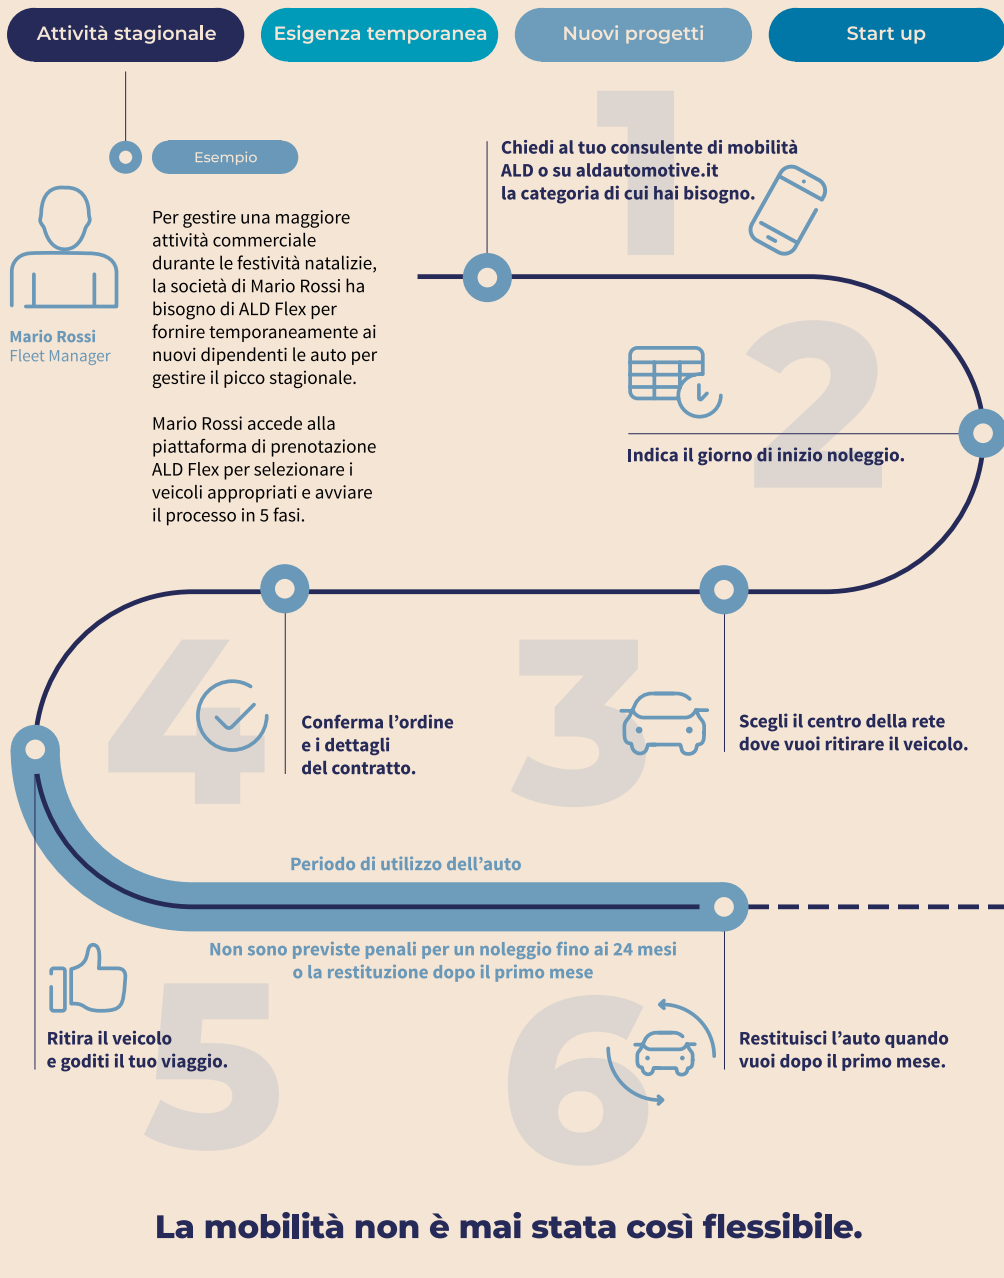 Attività stagionale
Esigenza temporanea
Nuovi progetti
Start up
Esempio
Mario Rossi
Fleet Manager
Per gestire una maggiore
attività commerciale
durante le festività natalizie,
la società di Mario Rossi ha
bisogno di ALD Flex per
fornire temporaneamente ai
nuovi dipendenti le auto per
gestire il picco stagionale.
Mario Rossi accede alla
piattaforma di prenotazione
ALD Flex per selezionare i
veicoli appropriati e avviare
il processo in 5 fasi.
1
Chiedi al tuo consulente di mobilità
ALD o su aldautomotive.it
la categoria di cui hai bisogno.
2
Indica il giorno di inizio noleggio.
3
Scegli il centro della rete
dove vuoi ritirare il veicolo.
4
Conferma l'ordine
e i dettagli
del contratto.
Periodo di utilizzo dell'auto
Non sono previste penali per un noleggio fino ai 24 mesi
o la restituzione dopo il primo mese
5
Ritira il veicolo
e goditi il tuo viaggio.
6
Restituisci l'auto quando
vuoi dopo il primo mese.
La mobilità non è mai stata così flessibile.